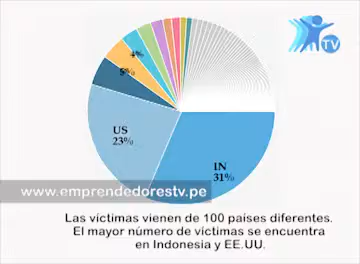 TV
4%
5%
US
23%
IN
31%
www.emprendedorestv.pe
Las víctimas vienen de 100 países diferentes.
El mayor número de víctimas se encuentra
en Indonesia y EE.UU.